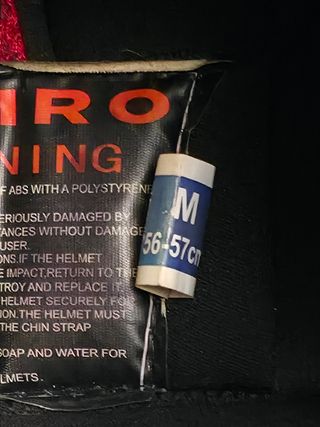 IRO
NING
F ABS WITH A POLYSTYRENE
ERIOUSLY DAMAGED BY
TANCES WITHOUT DAMAGE
USER.
ONS.IF THE HELMET
E IMPACT,RETURN TO THE
TROY AND REPLACE IT
HELMET SECURELY FOR
ION.THE HELMET MUST
THE CHIN STRAP
SOAP AND WATER FOR
LMETS.
M
56-57cm